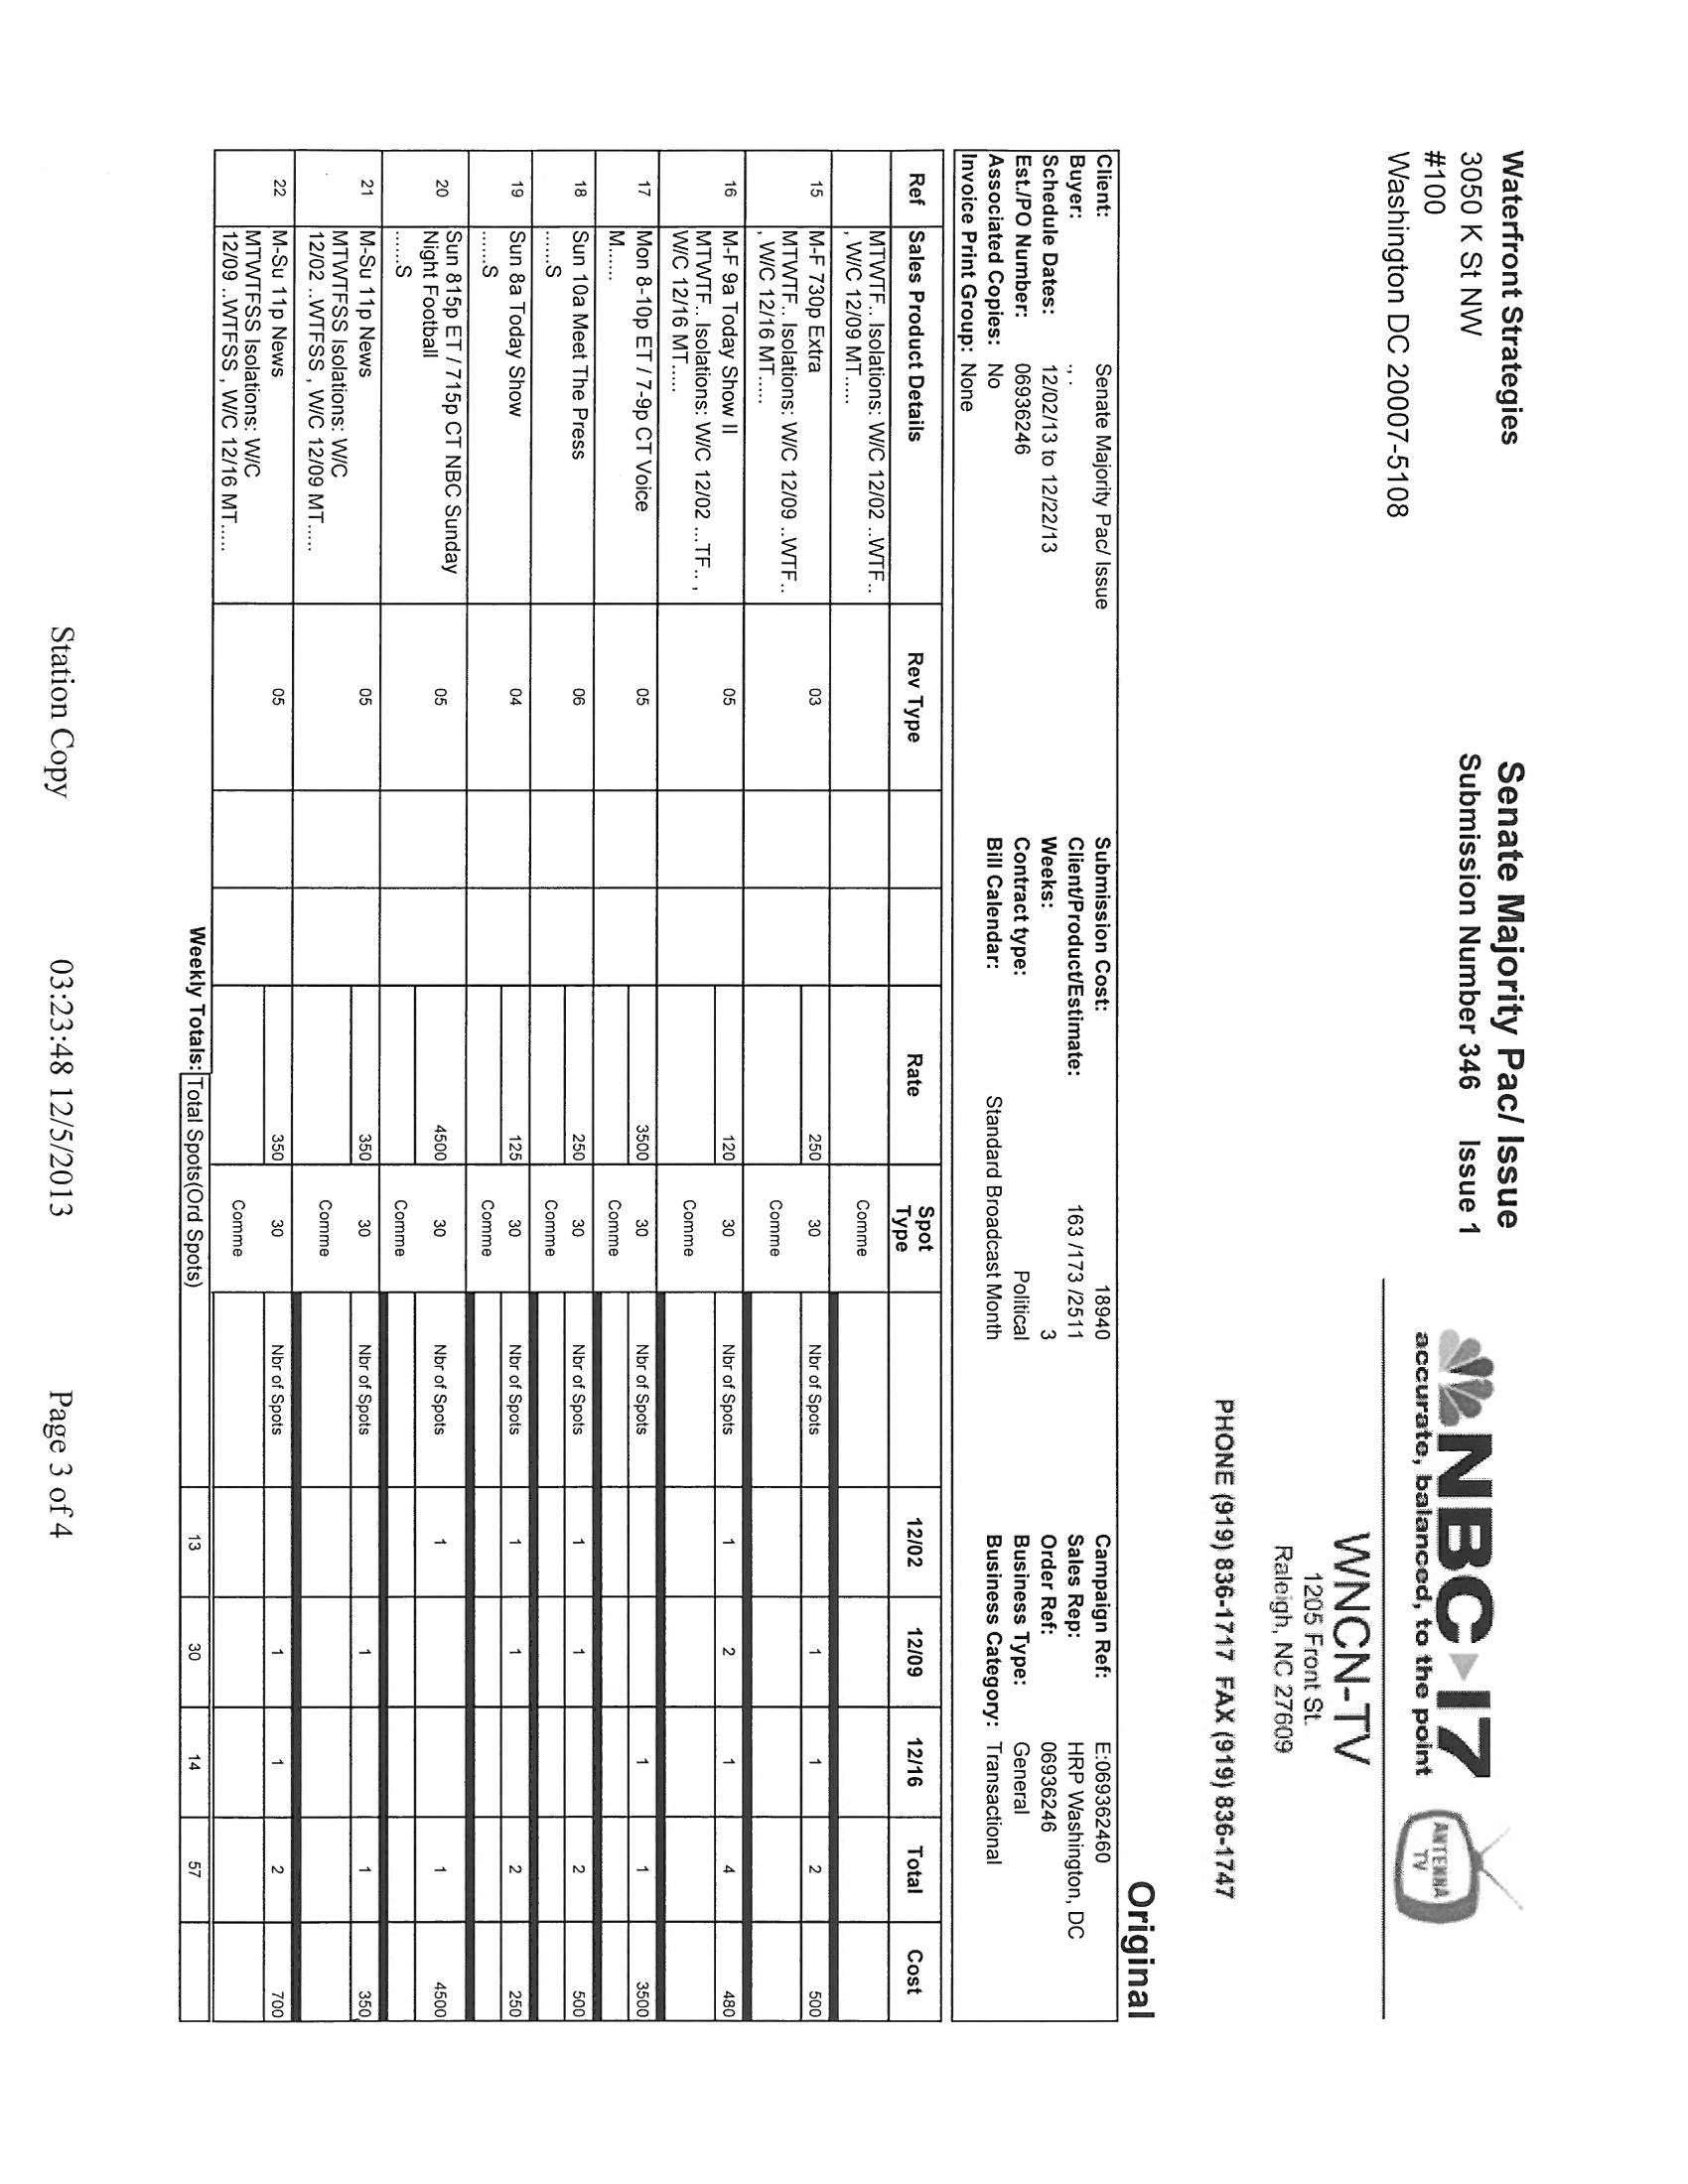 Waterfront Strategies
3050 K St NW
#100
Washington DC 20007-5108
Senate Majority Pac/ Issue
Submission Number 346 Issue 1
NBC 17
accurate, balanced, to the point
ANTENNA
TV
WNCN-TV
1205 Front St.
Raleigh, NC 27609
PHONE (919) 836-1717 FAX (919) 836-1747
Original
Client: Senate Majority Pac/ Issue Submission Cost: 18940 Campaign Ref: E:069362460
Buyer: ., . Client/Product/Estimate: 163 /173 /2511 Sales Rep: HRP Washington, DC
Schedule Dates: 12/02/13 to 12/22/13 Weeks: 3 Order Ref: 06936246
Est./PO Number: 06936246 Contract type: Political Business Type: General
Associated Copies: No Bill Calendar: Standard Broadcast Month Business Category: Transactional
Invoice Print Group: None
Ref Sales Product Details Rev Type Rate Spot Type 12/02 12/09 12/16 Total Cost
MTWTF.. Isolations: W/C 12/02 ..WTF.. Comme
, W/C 12/09 MT.....
15 M-F 730p Extra 03 250 30 Nbr of Spots 1 1 2 500
MTWTF.. Isolations: W/C 12/09 ..WTF.. Comme
, W/C 12/16 MT.....
16 M-F 9a Today Show II 05 120 30 Nbr of Spots 1 2 1 4 480
MTWTF.. Isolations: W/C 12/02 ...TF.. , Comme
W/C 12/16 MT.....
17 Mon 8-10p ET / 7-9p CT Voice 05 3500 30 Nbr of Spots 1 1 3500
M...... Comme
18 Sun 10a Meet The Press 06 250 30 Nbr of Spots 1 1 2 500
......S Comme
19 Sun 8a Today Show 04 125 30 Nbr of Spots 1 1 2 250
......S Comme
20 Sun 815p ET / 715p CT NBC Sunday 05 4500 30 Nbr of Spots 1 1 4500
Night Football
......S Comme
21 M-Su 11p News 05 350 30 Nbr of Spots 1 1 350
MTWTFSS Isolations: W/C Comme
12/02 ..WTFSS , W/C 12/09 MT.....
22 M-Su 11p News 05 350 30 Nbr of Spots 1 1 2 700
MTWTFSS Isolations: W/C Comme
12/09 ..WTFSS , W/C 12/16 MT.....
Weekly Totals: Total Spots(Ord Spots) 13 30 14 57
Station Copy 03:23:48 12/5/2013 Page 3 of 4